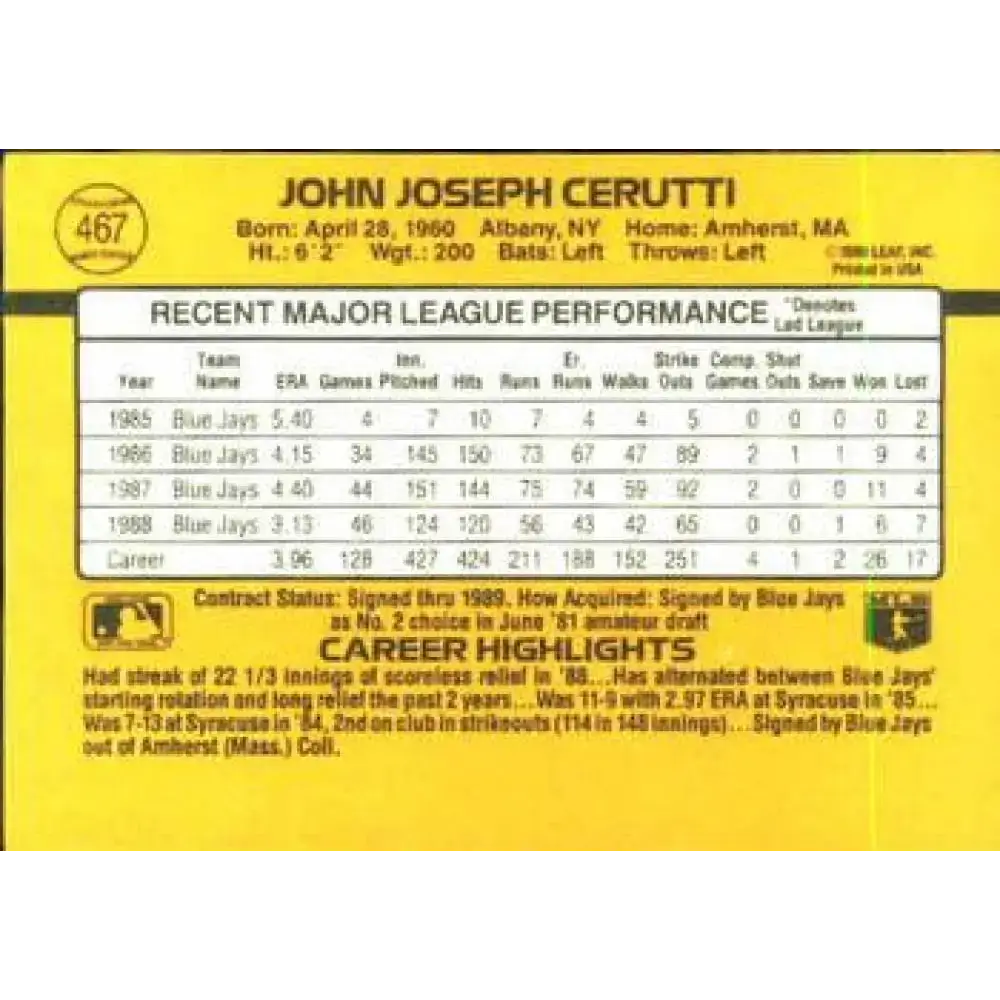 467
JOHN JOSEPH CERUTTI
Born: April 28, 1960 Albany, NY Home: Amherst, MA
Ht.: 6'2" Wgt.: 200 Bats: Left Throws: Left
LEAF, INC.
Printed in USA
RECENT MAJOR LEAGUE PERFORMANCE *Denotes Led League
Year Team Name ERA Games Inn. Pitched Hits Runs Er. Runs Walks Strike Outs Comp. Games Shut Outs Save Won Lost
1985 Blue Jays 5.40 4 7 10 7 4 4 5 0 0 0 0 2
1986 Blue Jays 4.15 34 145 150 73 67 47 89 2 1 1 9 4
1987 Blue Jays 4.40 44 151 144 75 74 59 92 2 0 0 11 4
1988 Blue Jays 3.13 46 124 120 56 43 42 65 0 0 1 6 7
Career 3.96 128 427 424 211 188 152 251 4 1 2 26 17
Contract Status: Signed thru 1989. How Acquired: Signed by Blue Jays
as No. 2 choice in June '81 amateur draft
CAREER HIGHLIGHTS
Had streak of 22 1/3 innings of scoreless relief in '88...Has alternated between Blue Jays'
starting rotation and long relief the past 2 years...Was 11-9 with 2.97 ERA at Syracuse in '85...
Was 7-13 at Syracuse in '84, 2nd on club in strikeouts (114 in 148 innings)...Signed by Blue Jays
out of Amherst (Mass.) Coll.